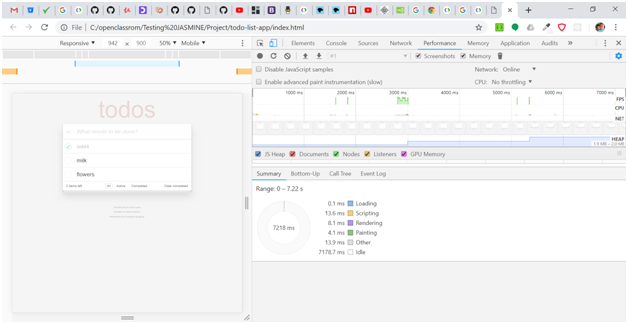 File | C:/openclassrom/Testing%20JASMINE/Project/todo-list-app/index.html
Responsive ▼ 942 × 900 50% ▼ Mobile ▼
Elements Console Sources Network Performance Memory Application Audits »
#1 Screenshots Memory
Disable JavaScript samples Network: Online
Enable advanced paint instrumentation (slow) CPU: No throttling ▼
1000 ms 2000 ms 3000 ms 4000 ms 5000 ms 6000 ms 7000 ms
FPS
CPU
NET
HEAP
JS Heap Documents Nodes Listeners GPU Memory
Summary Bottom-Up Call Tree Event Log
Range: 0 – 7.22 s
7218 ms
0.1 ms Loading
13.6 ms Scripting
8.1 ms Rendering
4.1 ms Painting
13.9 ms Other
7178.7 ms Idle
todos
What needs to be done?
milk
flowers
2 items left All Active Completed Clear completed